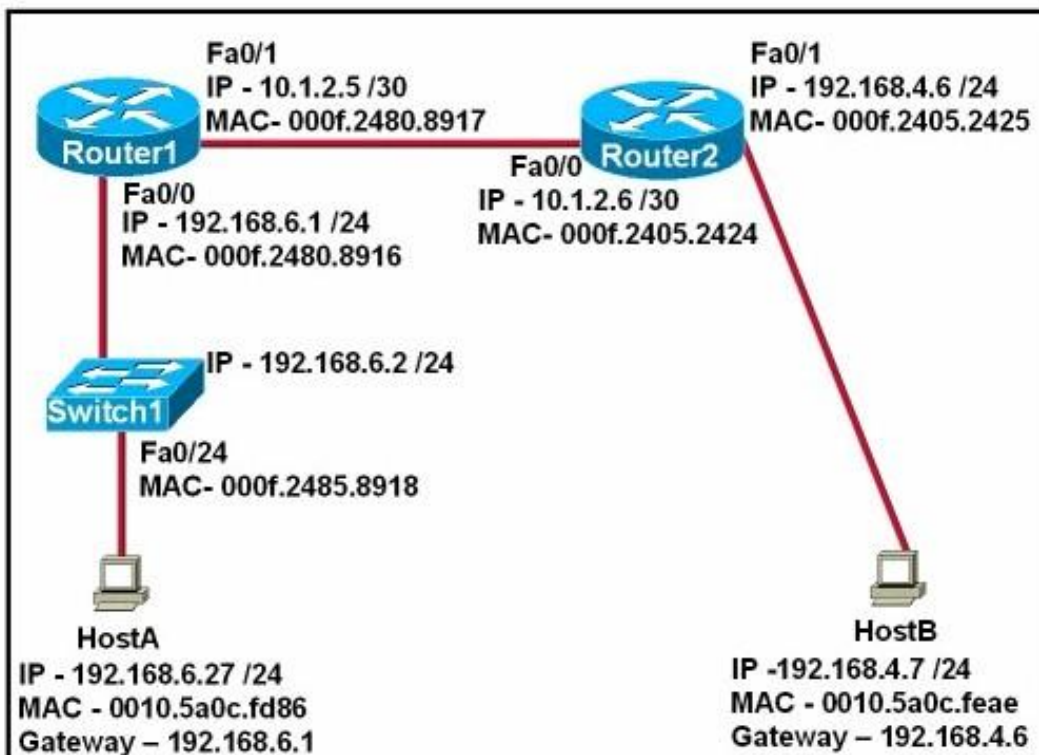 Fa0/1
IP - 10.1.2.5 /30
MAC- 000f.2480.8917
Router1
Fa0/0
IP - 192.168.6.1 /24
MAC- 000f.2480.8916
Fa0/1
IP - 192.168.4.6 /24
MAC- 000f.2405.2425
Router2
Fa0/0
IP - 10.1.2.6 /30
MAC- 000f.2405.2424
IP - 192.168.6.2 /24
Switch1
Fa0/24
MAC- 000f.2485.8918
HostA
IP - 192.168.6.27 /24
MAC - 0010.5a0c.fd86
Gateway – 192.168.6.1
HostB
IP -192.168.4.7 /24
MAC - 0010.5a0c.feae
Gateway – 192.168.4.6